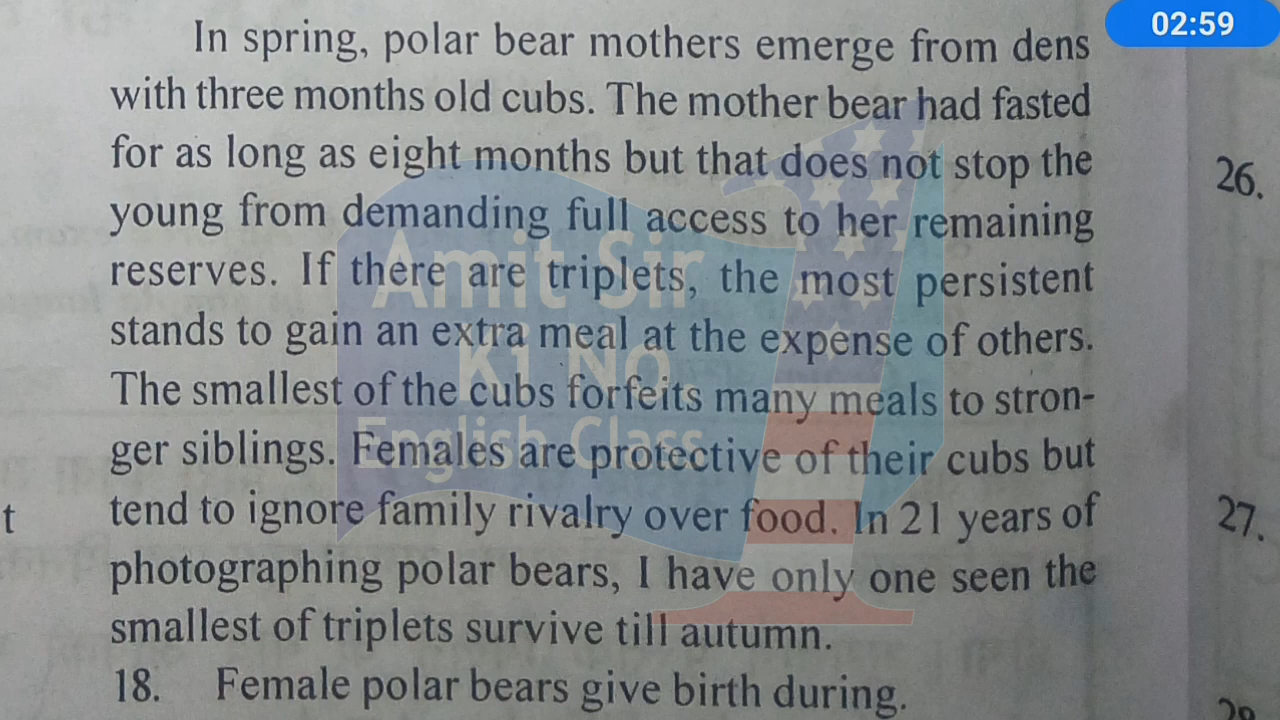 02:59
In spring, polar bear mothers emerge from dens
with three months old cubs. The mother bear had fasted
for as long as eight months but that does not stop the
young from demanding full access to her remaining
reserves. If there are triplets, the most persistent
stands to gain an extra meal at the expense of others.
The smallest of the cubs forfeits many meals to stron-
ger siblings. Females are protective of their cubs but
tend to ignore family rivalry over food. In 21 years of
photographing polar bears, I have only one seen the
smallest of triplets survive till autumn.
18. Female polar bears give birth during.
t
26.
27.
Amit Sir
Ki No.
English Class
1